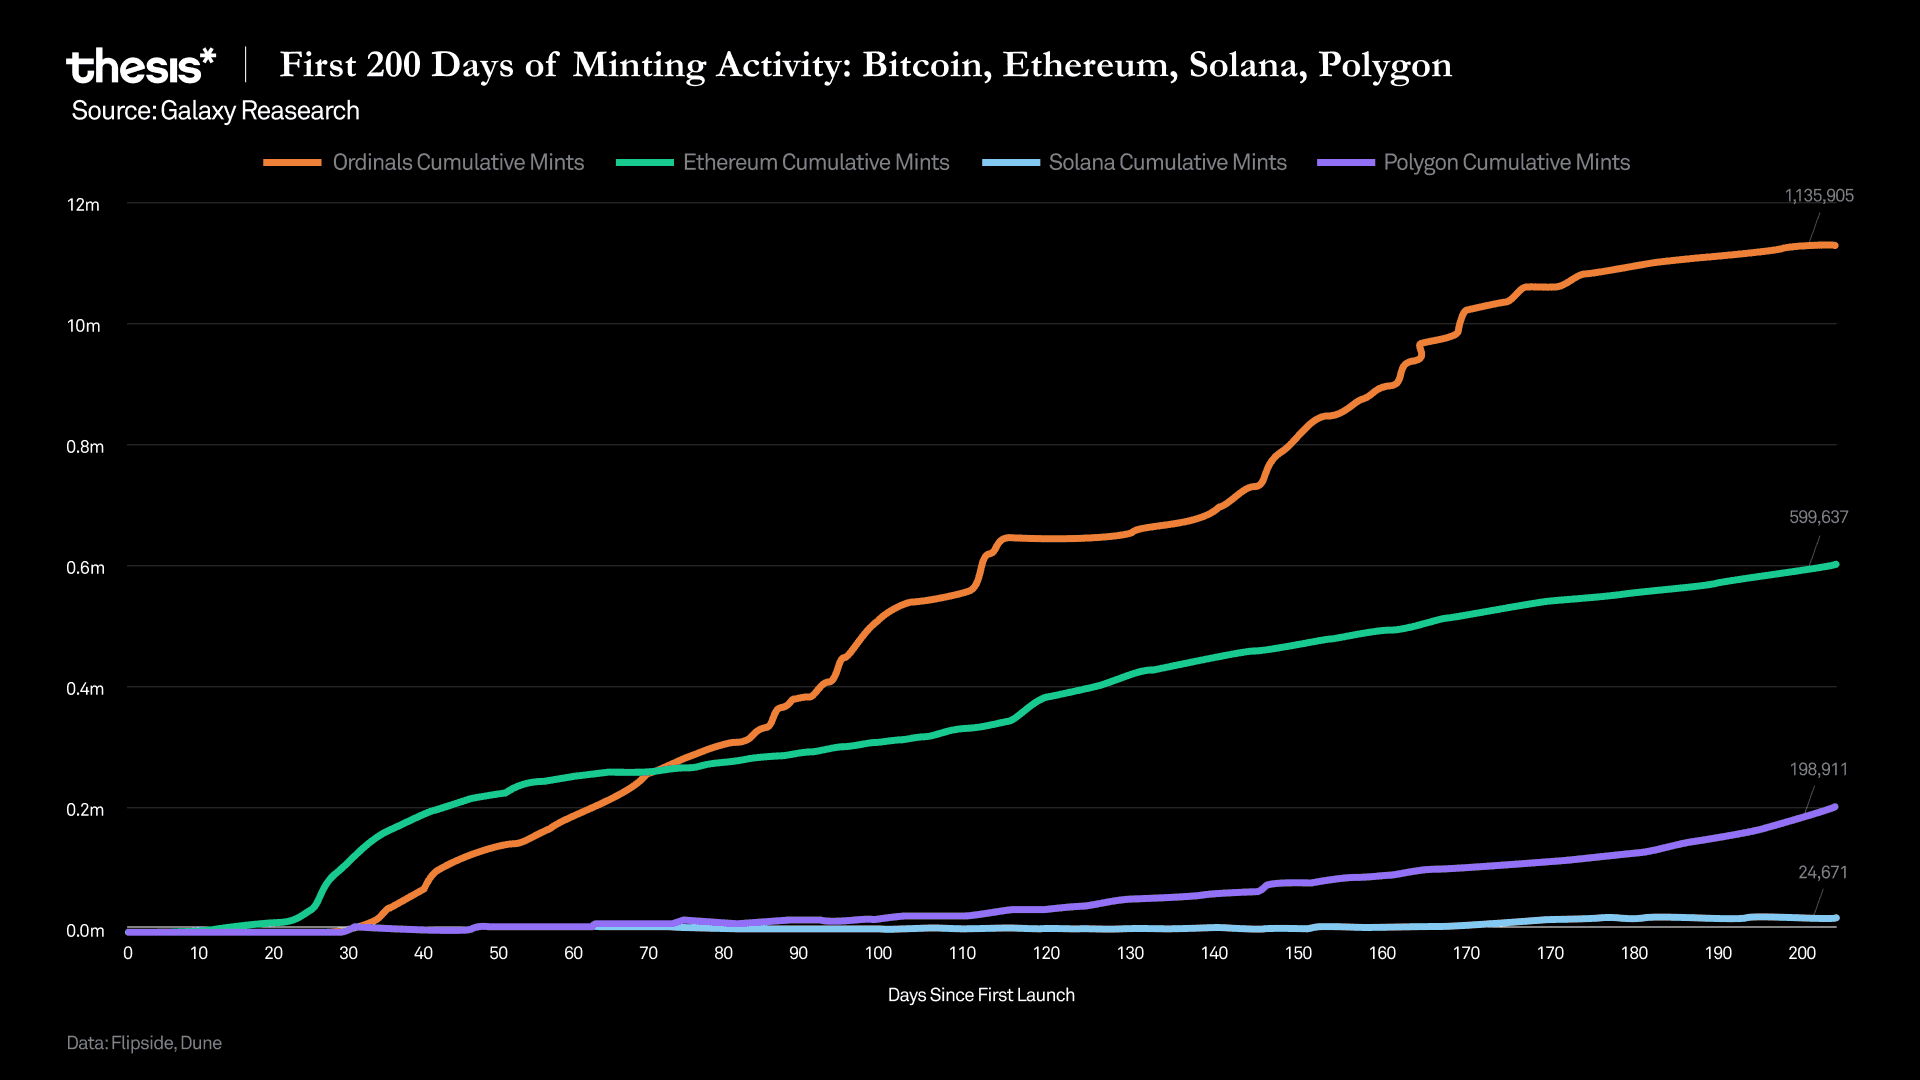 thesis* | First 200 Days of Minting Activity: Bitcoin, Ethereum, Solana, Polygon
Source: Galaxy Reasearch
Ordinals Cumulative Mints Ethereum Cumulative Mints Solana Cumulative Mints Polygon Cumulative Mints
1,135,905
12m
10m
0.8m
599,637
0.6m
0.4m
198,911
0.2m
24,671
0.0m
0 10 20 30 40 50 60 70 80 90 100 110 120 130 140 150 160 170 170 180 190 200
Days Since First Launch
Data: Flipside, Dune